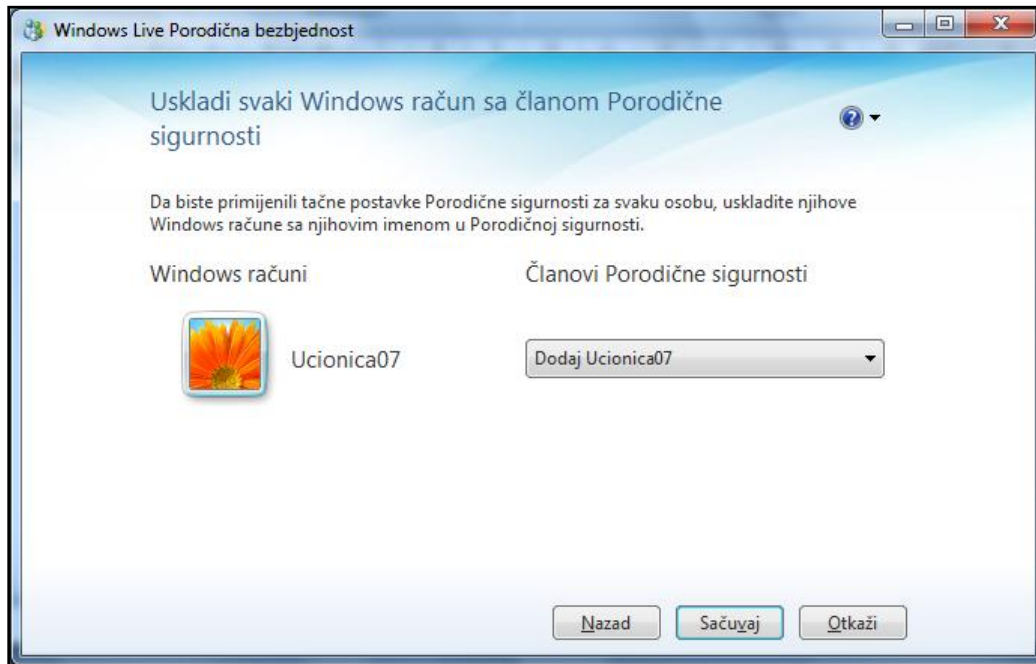 Windows Live Porodična bezbjednost
Uskladi svaki Windows račun sa članom Porodične
sigurnosti
Da biste primijenili tačne postavke Porodične sigurnosti za svaku osobu, uskladite njihove
Windows račune sa njihovim imenom u Porodičnoj sigurnosti.
Windows računi
Članovi Porodične sigurnosti
Ucionica07
Dodaj Ucionica07
Nazad
Sačuvaj
Otkaži